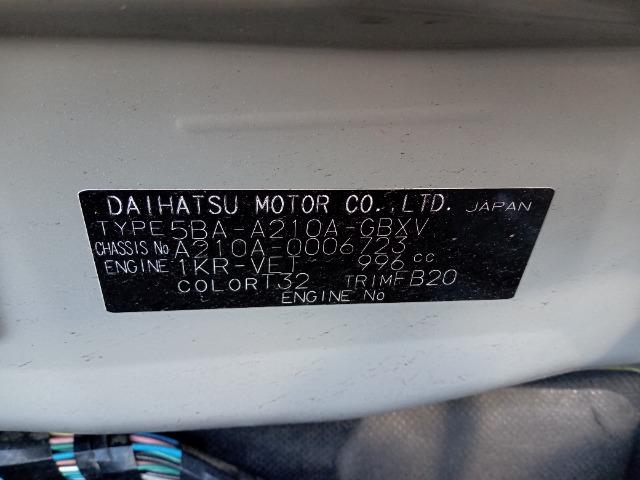 DAIHATSU MOTOR CO.,LTD. JAPAN
TYPE 5BA-A210A-GBXV
CHASSIS No A210A-0006723
ENGINE 1KR-VET 996 cc
COLOR T32 TRIM FB20
ENGINE No